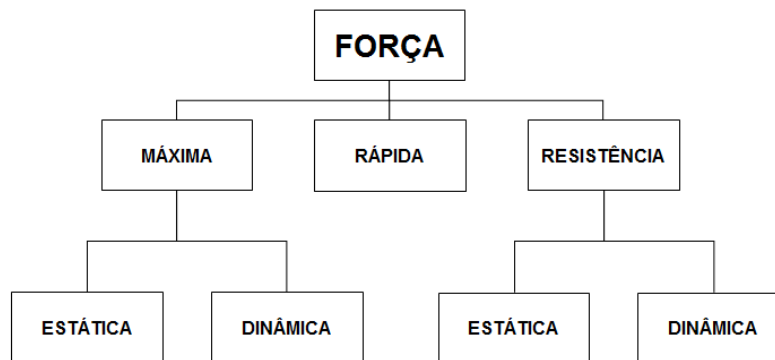 FORÇA
MÁXIMA
RÁPIDA
RESISTÊNCIA
ESTÁTICA
DINÂMICA
ESTÁTICA
DINÂMICA